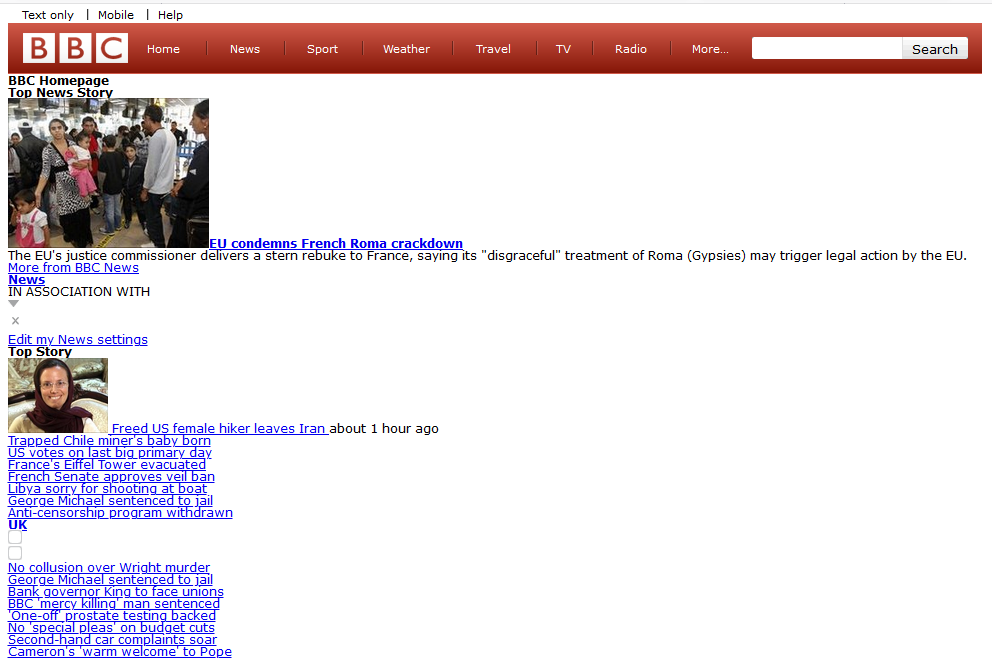 Text only | Mobile | Help
BBC Home News Sport Weather Travel TV Radio More... Search
BBC Homepage
Top News Story
EU condemns French Roma crackdown
The EU's justice commissioner delivers a stern rebuke to France, saying its "disgraceful" treatment of Roma (Gypsies) may trigger legal action by the EU.
More from BBC News
News
IN ASSOCIATION WITH
x
Edit my News settings
Top Story
Freed US female hiker leaves Iran about 1 hour ago
Trapped Chile miner's baby born
US votes on last big primary day
France's Eiffel Tower evacuated
French Senate approves veil ban
Libya sorry for shooting at boat
George Michael sentenced to jail
Anti-censorship program withdrawn
UK
No collusion over Wright murder
George Michael sentenced to jail
Bank governor King to face unions
BBC 'mercy killing' man sentenced
'One-off' prostate testing backed
No 'special pleas' on budget cuts
Second-hand car complaints soar
Cameron's 'warm welcome' to Pope